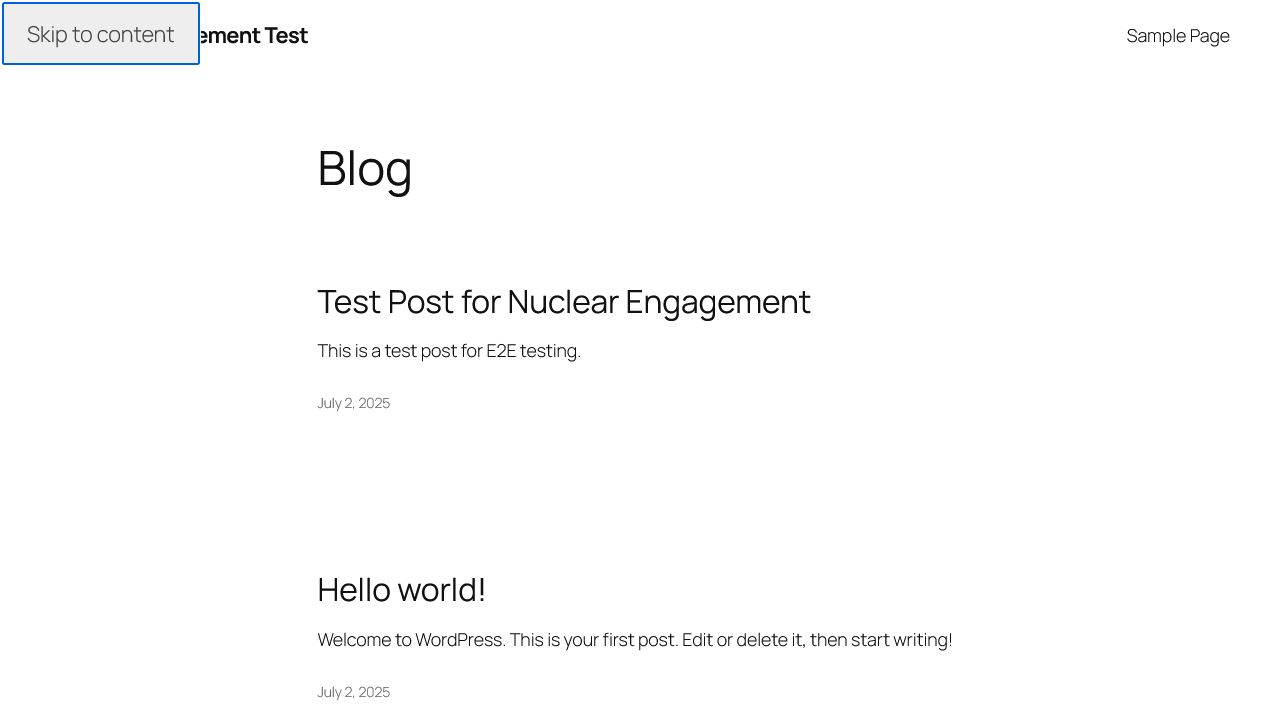 Skip to content
ement Test
Sample Page
Blog
Test Post for Nuclear Engagement
This is a test post for E2E testing.
July 2, 2025
Hello world!
Welcome to WordPress. This is your first post. Edit or delete it, then start writing!
July 2, 2025